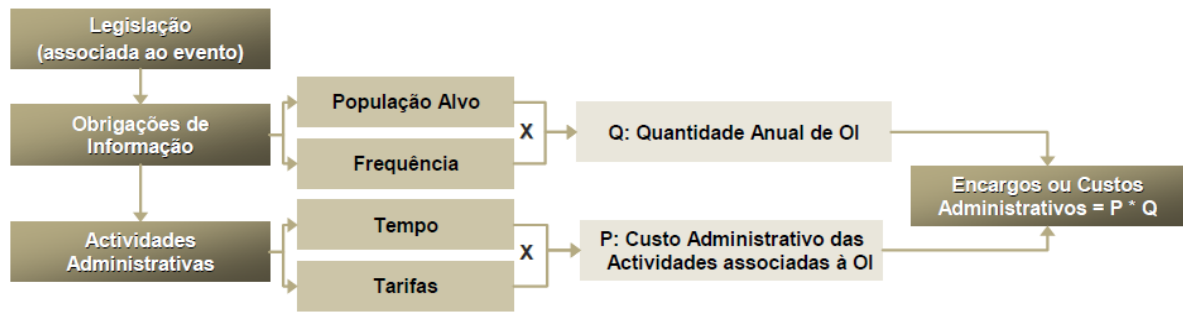 Legislação
(associada ao evento)
Obrigações de
Informação
População Alvo
X
Frequência
Q: Quantidade Anual de OI
Encargos ou Custos
Administrativos = P * Q
Actividades
Administrativas
Tempo
X
Tarifas
P: Custo Administrativo das
Actividades associadas à OI